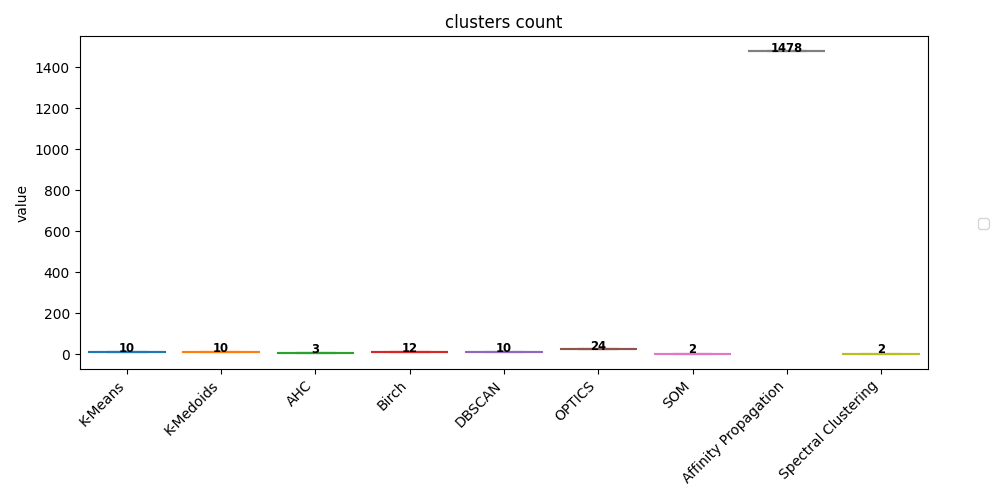 clusters count
value
1400
1200
1000
800
600
400
200
0
10
10
3
12
10
24
2
1478
2
K-Means
K-Medoids
AHC
Birch
DBSCAN
OPTICS
SOM
Affinity Propagation
Spectral Clustering